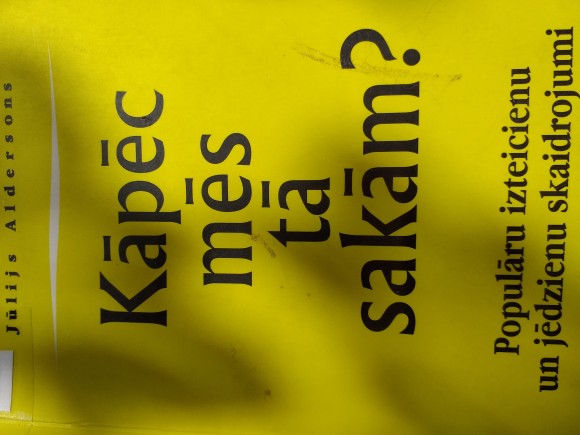 Jūlijs Aldersons
Kāpēc
mēs
tā
sakām?
Populāru izteicienu
un jēdzienu skaidrojumi